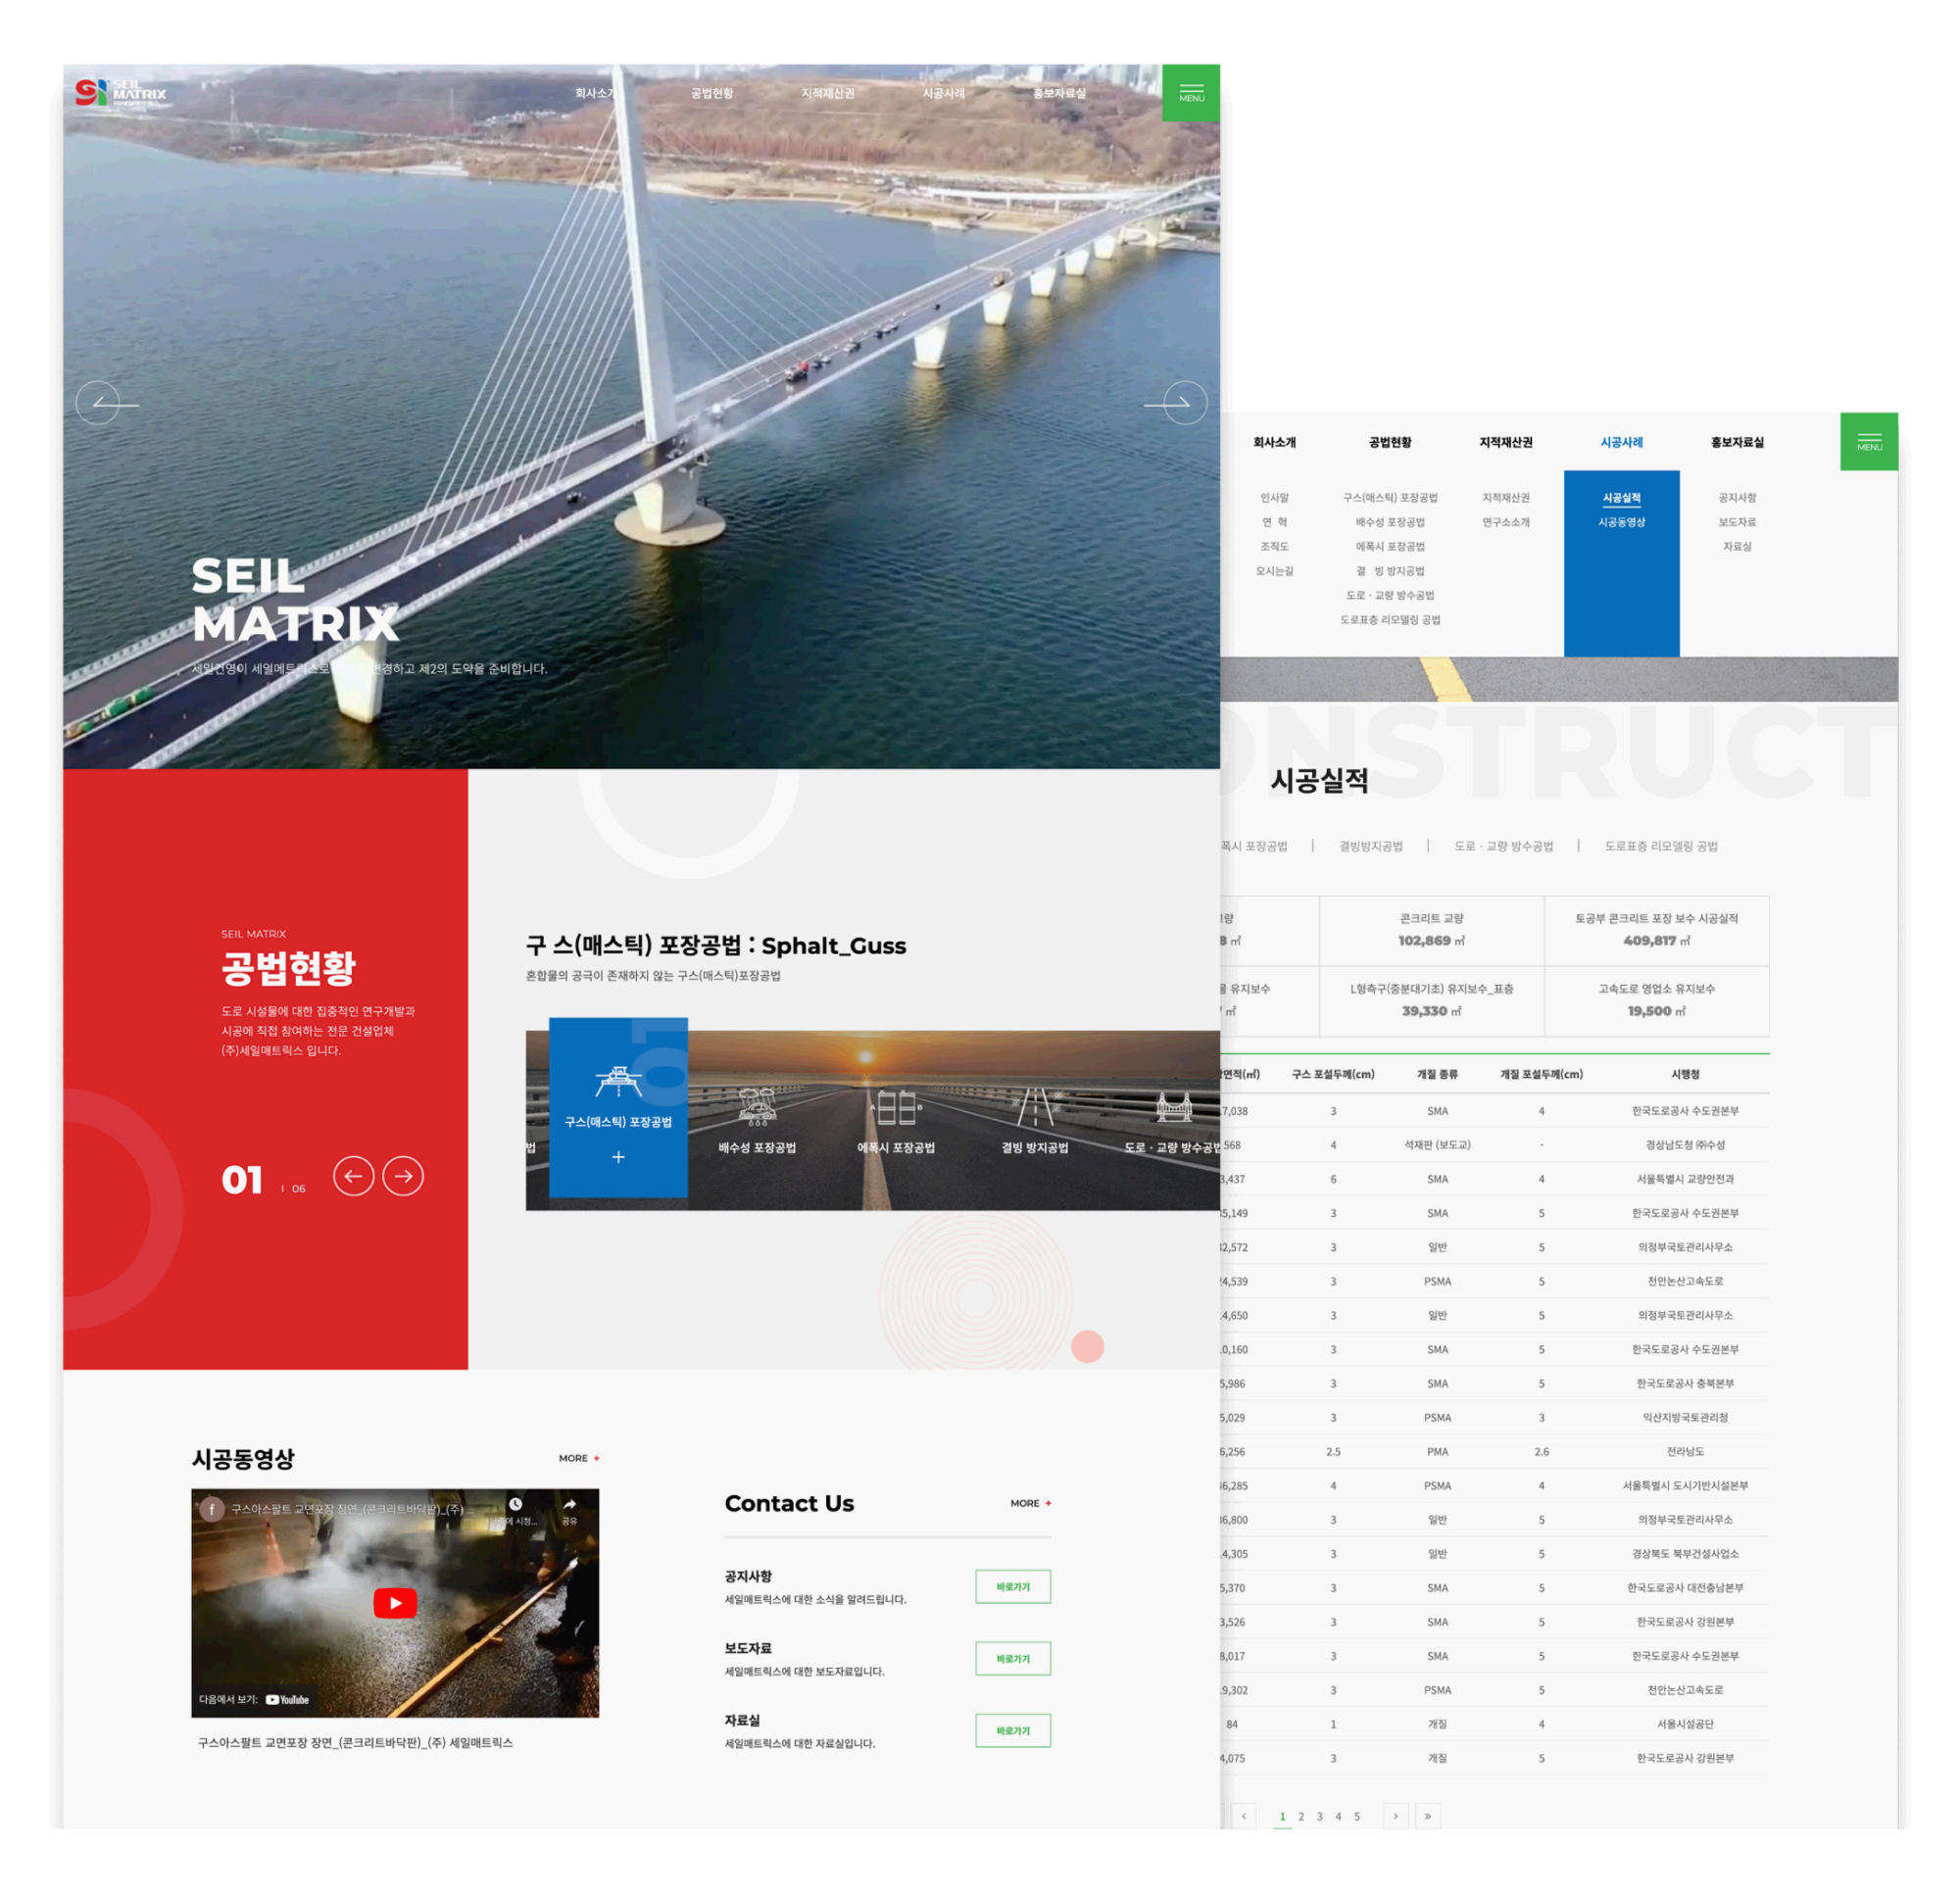 SEIL
MATRIX
회사소개
공법현황
지적재산권
시공사례
홍보자료실
MENU
SEIL
MATRIX
세일건영이 세일메트릭스로 변경하고 제2의 도약을 준비합니다.
SEIL MATRIX
공법현황
도로 시설물에 대한 집중적인 연구개발과
시공에 직접 참여하는 전문 건설업체
(주)세일매트릭스 입니다.
01 | 06
구 스(매스틱) 포장공법 : Sphalt_Guss
혼합물의 공극이 존재하지 않는 구스(매스틱)포장공법
법
구스(매스틱) 포장공법
+
배수성 포장공법
A B
에폭시 포장공법
결빙 방지공법
도로 · 교량 방수공법
시공동영상
MORE +
f 구스아스팔트 교면포장 장면_(콘크리트바닥판)_(주) ...
시청...
공유
다음에서 보기: YouTube
구스아스팔트 교면포장 장면_(콘크리트바닥판)_(주) 세일매트릭스
Contact Us
MORE +
공지사항
세일매트릭스에 대한 소식을 알려드립니다.
바로가기
보도자료
세일매트릭스에 대한 보도자료입니다.
바로가기
자료실
세일매트릭스에 대한 자료실입니다.
바로가기
회사소개 공법현황 지적재산권 시공사례 홍보자료실
MENU
인사말
연 혁
조직도
오시는길
구스(매스틱) 포장공법
배수성 포장공법
에폭시 포장공법
결 빙 방지공법
도로 · 교량 방수공법
도로표층 리모델링 공법
지적재산권
연구소소개
시공실적
시공동영상
공지사항
보도자료
자료실
ONSTRUCT
시공실적
폭시 포장공법 | 결빙방지공법 | 도로 · 교량 방수공법 | 도로표층 리모델링 공법
량 콘크리트 교량 토공부 콘크리트 포장 보수 시공실적
8 ㎡ 102,869 ㎡ 409,817 ㎡
유지보수 L형측구(중분대기초) 유지보수_표층 고속도로 영업소 유지보수
㎡ 39,330 ㎡ 19,500 ㎡
면적(㎡) 구스 포설두께(cm) 개질 종류 개질 포설두께(cm) 시행청
7,038 3 SMA 4 한국도로공사 수도권본부
568 4 석재판 (보도교) - 경상남도청 ㈜수성
3,437 6 SMA 4 서울특별시 교량안전과
5,149 3 SMA 5 한국도로공사 수도권본부
2,572 3 일반 5 의정부국토관리사무소
24,539 3 PSMA 5 천안논산고속도로
4,650 3 일반 5 의정부국토관리사무소
0,160 3 SMA 5 한국도로공사 수도권본부
5,986 3 SMA 5 한국도로공사 충북본부
5,029 3 PSMA 3 익산지방국토관리청
6,256 2.5 PMA 2.6 전라남도
6,285 4 PSMA 4 서울특별시 도시기반시설본부
6,800 3 일반 5 의정부국토관리사무소
4,305 3 일반 5 경상북도 북부건설사업소
5,370 3 SMA 5 한국도로공사 대전충남본부
3,526 3 SMA 5 한국도로공사 강원본부
8,017 3 SMA 5 한국도로공사 수도권본부
9,302 3 PSMA 5 천안논산고속도로
84 1 개질 4 서울시설공단
4,075 3 개질 5 한국도로공사 강원본부
‹ 1 2 3 4 5 › »